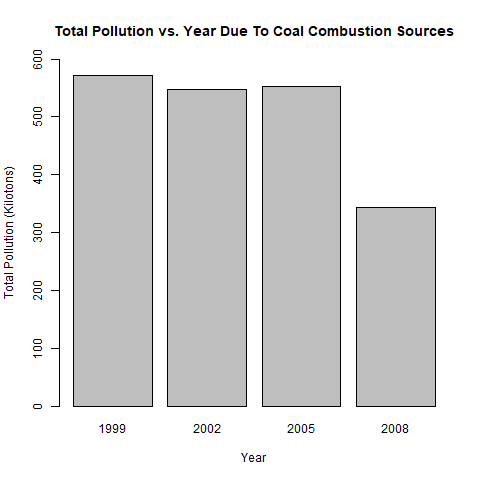 Total Pollution vs. Year Due To Coal Combustion Sources
Total Pollution (Kilotons)
600
500
400
300
200
100
0
1999 2002 2005 2008
Year